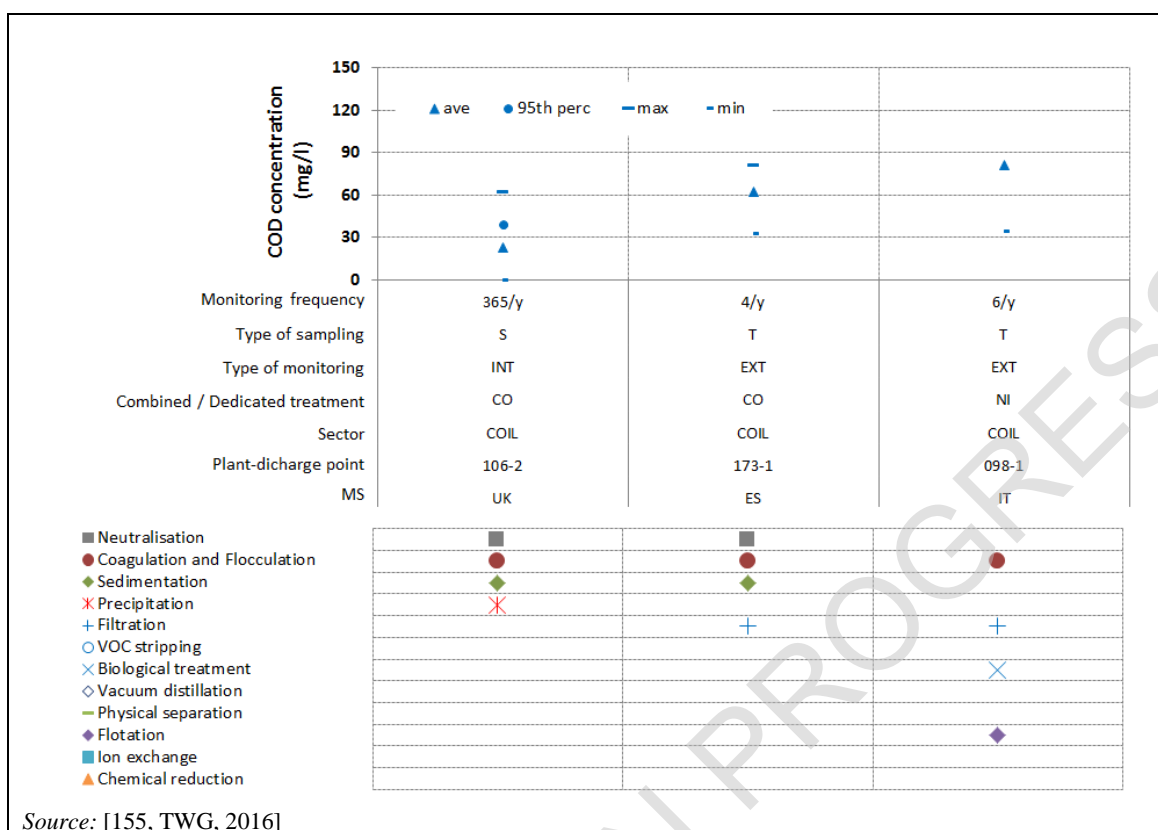 150
120
90
60
30
0
COD concentration
(mg/l)
ave 95th perc max min
Monitoring frequency 365/y 4/y 6/y
Type of sampling S T T
Type of monitoring INT EXT EXT
Combined / Dedicated treatment CO CO NI
Sector COIL COIL COIL
Plant-dicharge point 106-2 173-1 098-1
MS UK ES IT
Neutralisation
Coagulation and Flocculation
Sedimentation
Precipitation
Filtration
VOC stripping
Biological treatment
Vacuum distillation
Physical separation
Flotation
Ion exchange
Chemical reduction
Source: [155, TWG, 2016]
N PROGRESS